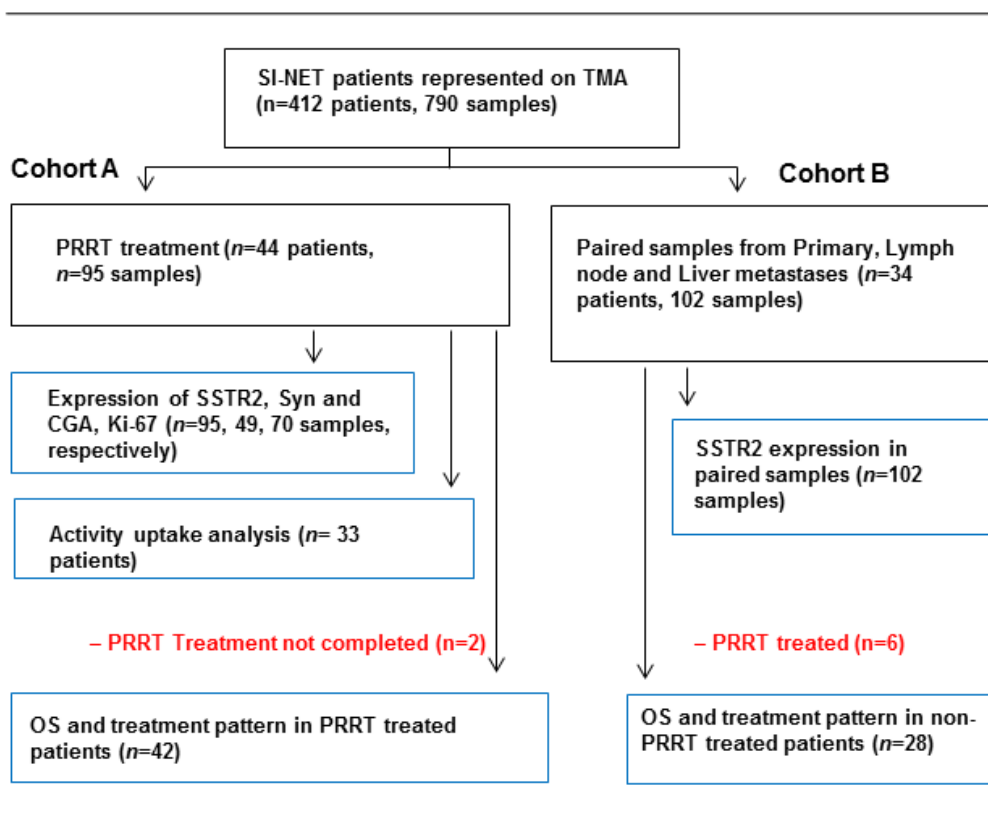 SI-NET patients represented on TMA
(n=412 patients, 790 samples)
Cohort A
Cohort B
PRRT treatment (n=44 patients,
n=95 samples)
Paired samples from Primary, Lymph
node and Liver metastases (n=34
patients, 102 samples)
Expression of SSTR2, Syn and
CGA, Ki-67 (n=95, 49, 70 samples,
respectively)
SSTR2 expression in
paired samples (n=102
samples)
Activity uptake analysis (n= 33
patients)
– PRRT Treatment not completed (n=2)
– PRRT treated (n=6)
OS and treatment pattern in PRRT treated
patients (n=42)
OS and treatment pattern in non-
PRRT treated patients (n=28)